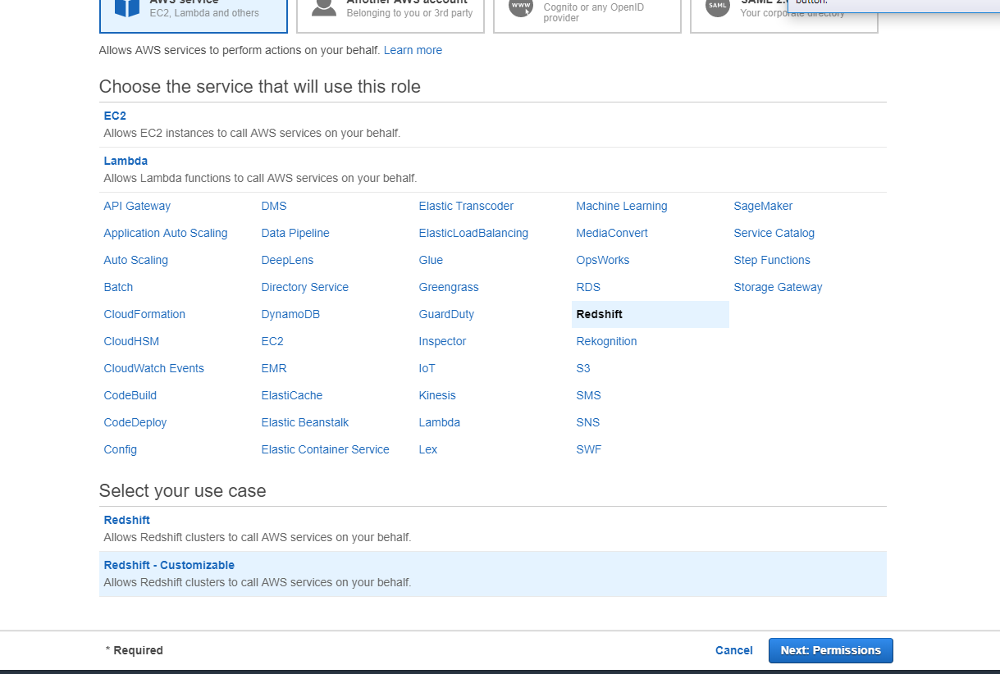 AWS service
EC2, Lambda and others
Another AWS account
Belonging to you or 3rd party
www
Cognito or any OpenID
provider
SAML
SAML 2.
Your corporate directory
button.
Allows AWS services to perform actions on your behalf. Learn more
Choose the service that will use this role
EC2
Allows EC2 instances to call AWS services on your behalf.
Lambda
Allows Lambda functions to call AWS services on your behalf.
API Gateway DMS Elastic Transcoder Machine Learning SageMaker
Application Auto Scaling Data Pipeline ElasticLoadBalancing MediaConvert Service Catalog
Auto Scaling DeepLens Glue OpsWorks Step Functions
Batch Directory Service Greengrass RDS Storage Gateway
CloudFormation DynamoDB GuardDuty Redshift
CloudHSM EC2 Inspector Rekognition
CloudWatch Events EMR IoT S3
CodeBuild ElastiCache Kinesis SMS
CodeDeploy Elastic Beanstalk Lambda SNS
Config Elastic Container Service Lex SWF
Select your use case
Redshift
Allows Redshift clusters to call AWS services on your behalf.
Redshift - Customizable
Allows Redshift clusters to call AWS services on your behalf.
* Required
Cancel
Next: Permissions